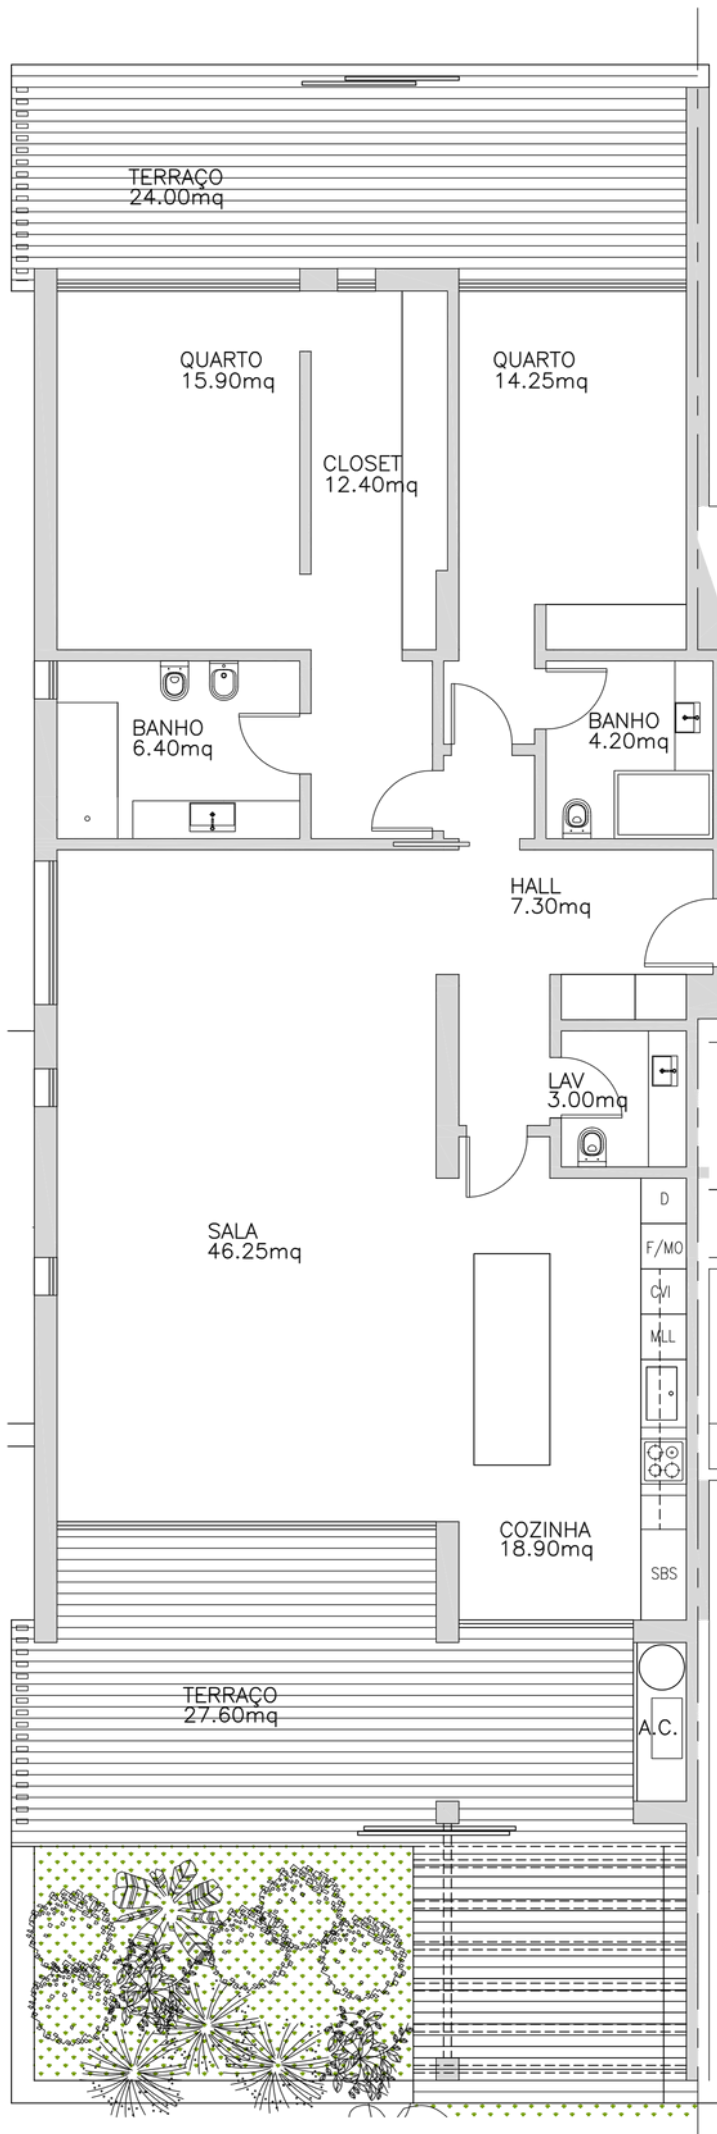 TERRAÇO
24.00mq
QUARTO
15.90mq
QUARTO
14.25mq
CLOSET
12.40mq
BANHO
6.40mq
BANHO
4.20mq
HALL
7.30mq
LAV
3.00mq
D
F/MO
CVI
MLL
SALA
46.25mq
COZINHA
18.90mq
SBS
TERRAÇO
27.60mq
A.C.